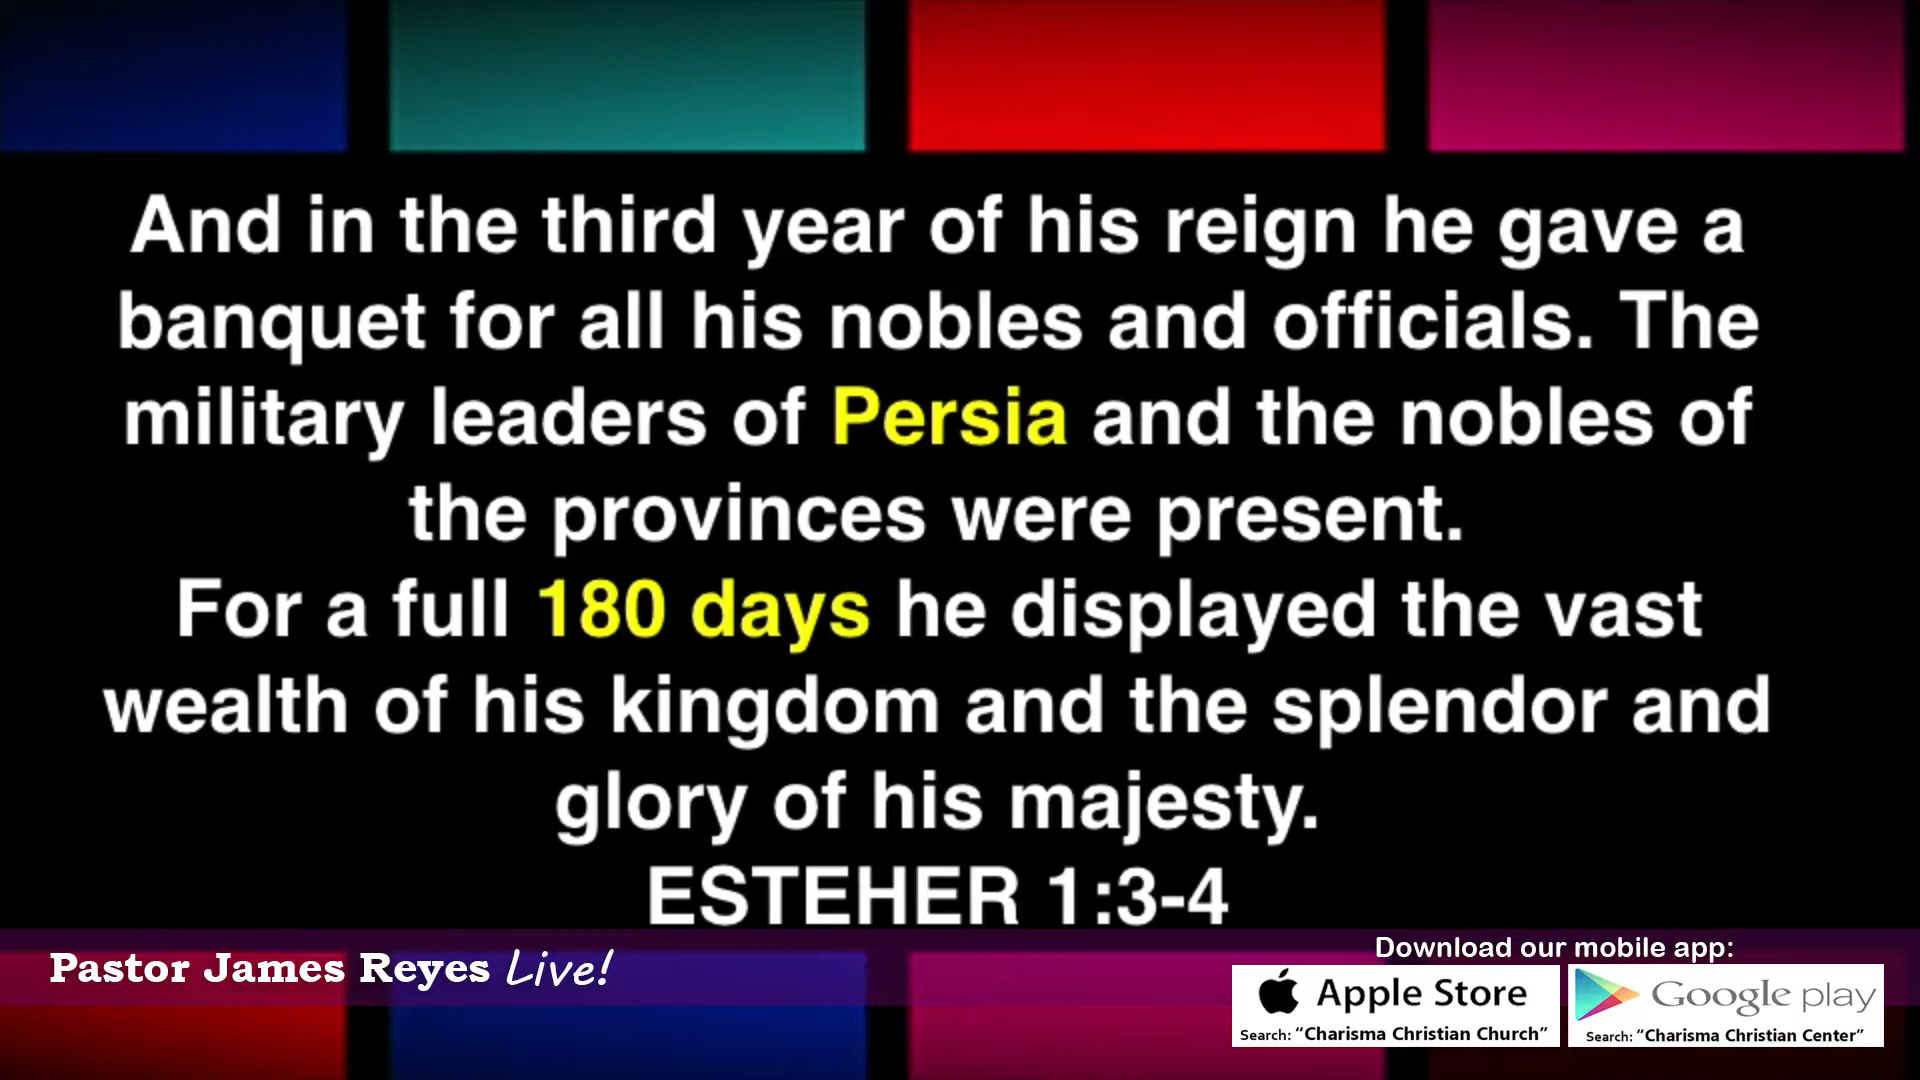 And in the third year of his reign he gave a
banquet for all his nobles and officials. The
military leaders of Persia and the nobles of
the provinces were present.
For a full 180 days he displayed the vast
wealth of his kingdom and the splendor and
glory of his majesty.
ESTEHER 1:3-4
Pastor James Reyes Live!
Download our mobile app:
Apple Store
Search: "Charisma Christian Church"
Google play
Search: "Charisma Christian Center"